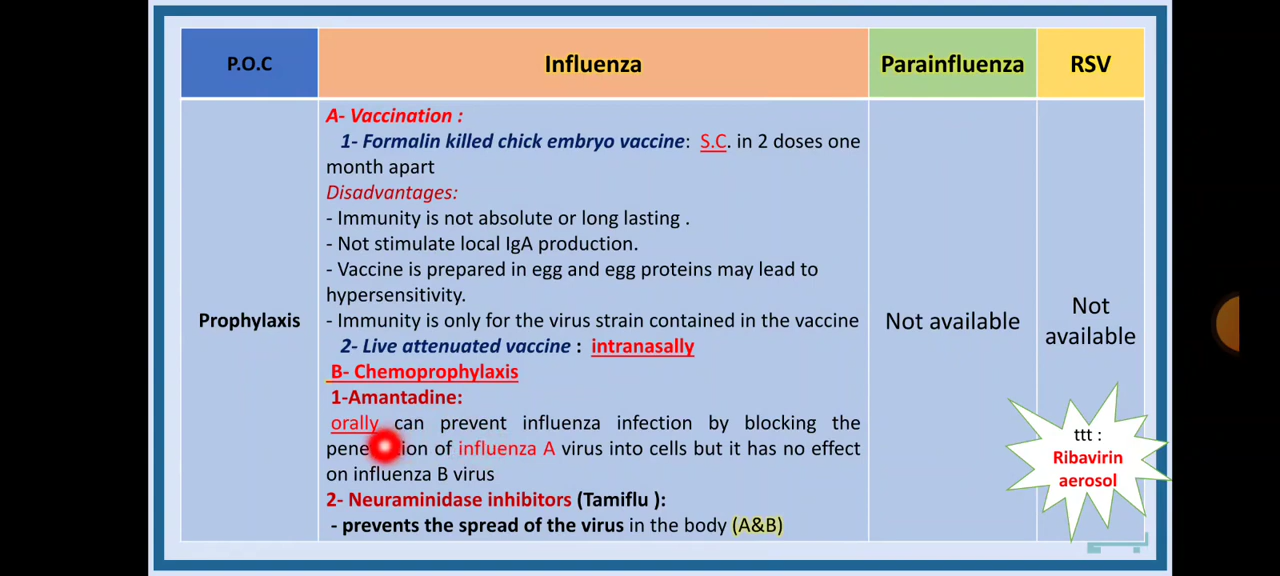 P.O.C
Influenza
Parainfluenza
RSV
Prophylaxis
A- Vaccination :
1- Formalin killed chick embryo vaccine: S.C. in 2 doses one
month apart
Disadvantages:
- Immunity is not absolute or long lasting .
- Not stimulate local IgA production.
- Vaccine is prepared in egg and egg proteins may lead to
hypersensitivity.
- Immunity is only for the virus strain contained in the vaccine
2- Live attenuated vaccine : intranasally
B- Chemoprophylaxis
1-Amantadine:
orally can prevent influenza infection by blocking the
of influenza A virus into cells but it has no effect
on influenza B virus
2- Neuraminidase inhibitors (Tamiflu ):
- prevents the spread of the virus in the body (A&B)
Not available
Not
available
ttt :
Ribavirin
aerosol